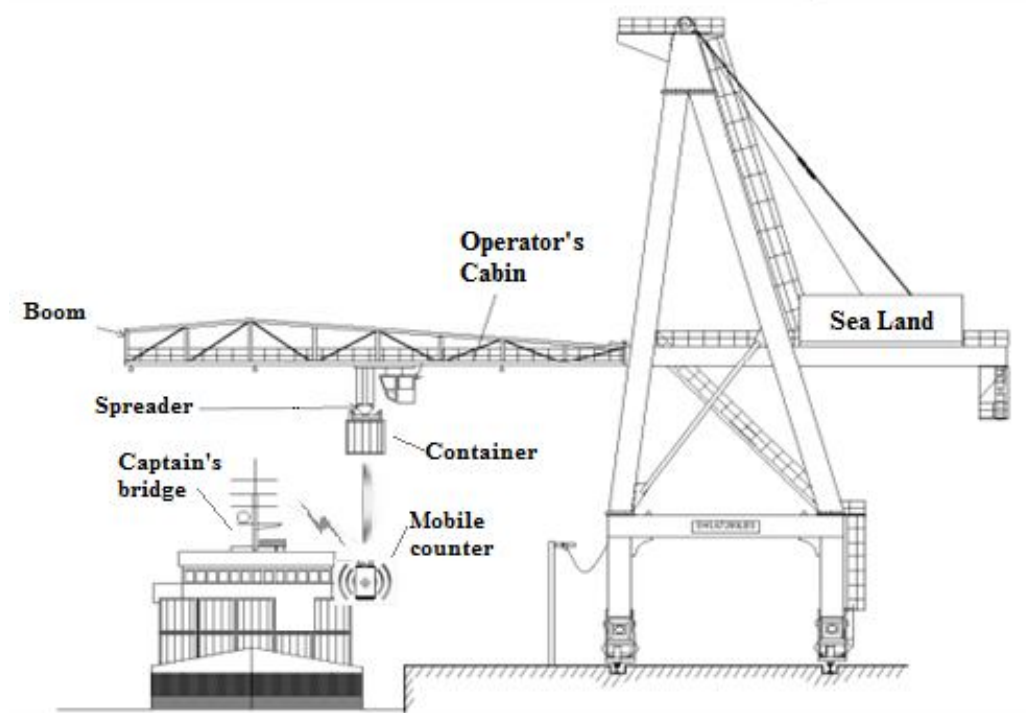 Operator's
Cabin
Boom
Sea Land
Spreader
Container
Captain's
bridge
Mobile
counter